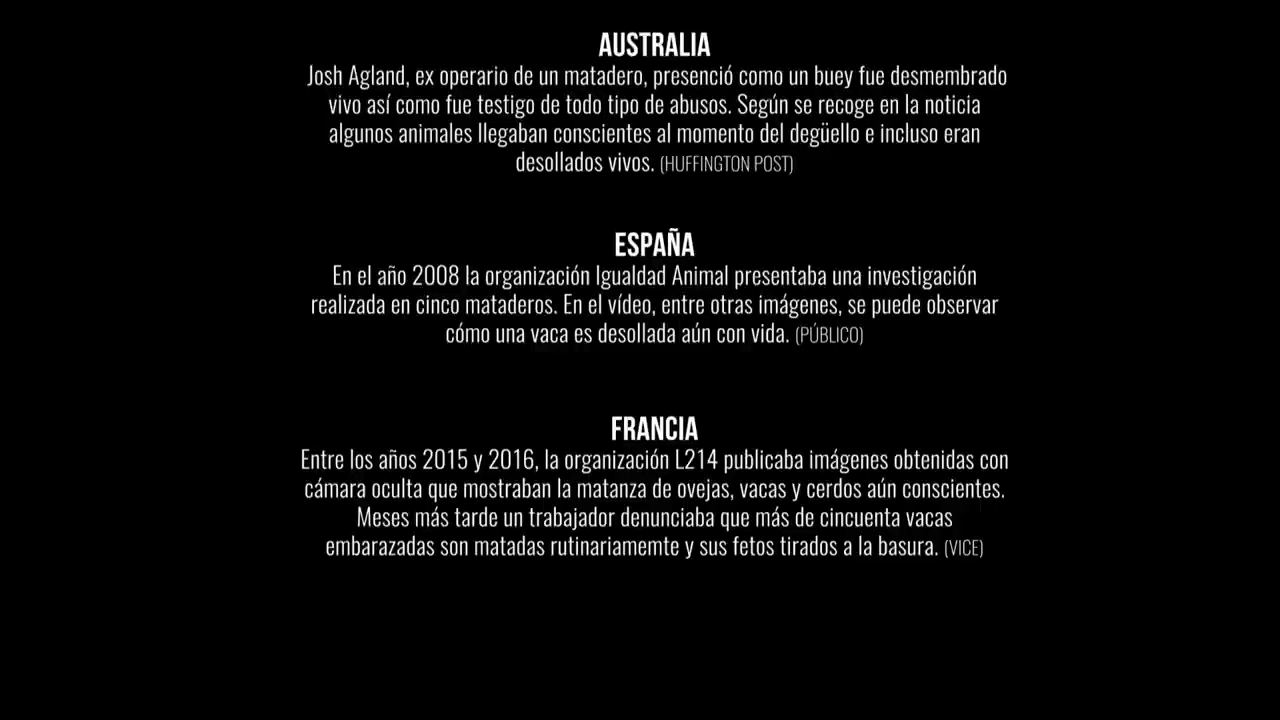 AUSTRALIA
Josh Agland, ex operario de un matadero, presenció como un buey fue desmembrado
vivo así como fue testigo de todo tipo de abusos. Según se recoge en la noticia
algunos animales llegaban conscientes al momento del degüello e incluso eran
desollados vivos. (HUFFINGTON POST)
ESPAÑA
En el año 2008 la organización Igualdad Animal presentaba una investigación
realizada en cinco mataderos. En el vídeo, entre otras imágenes, se puede observar
cómo una vaca es desollada aún con vida. (PÚBLICO)
FRANCIA
Entre los años 2015 y 2016, la organización L214 publicaba imágenes obtenidas con
cámara oculta que mostraban la matanza de ovejas, vacas y cerdos aún conscientes.
Meses más tarde un trabajador denunciaba que más de cincuenta vacas
embarazadas son matadas rutinariamemte y sus fetos tirados a la basura. (VICE)